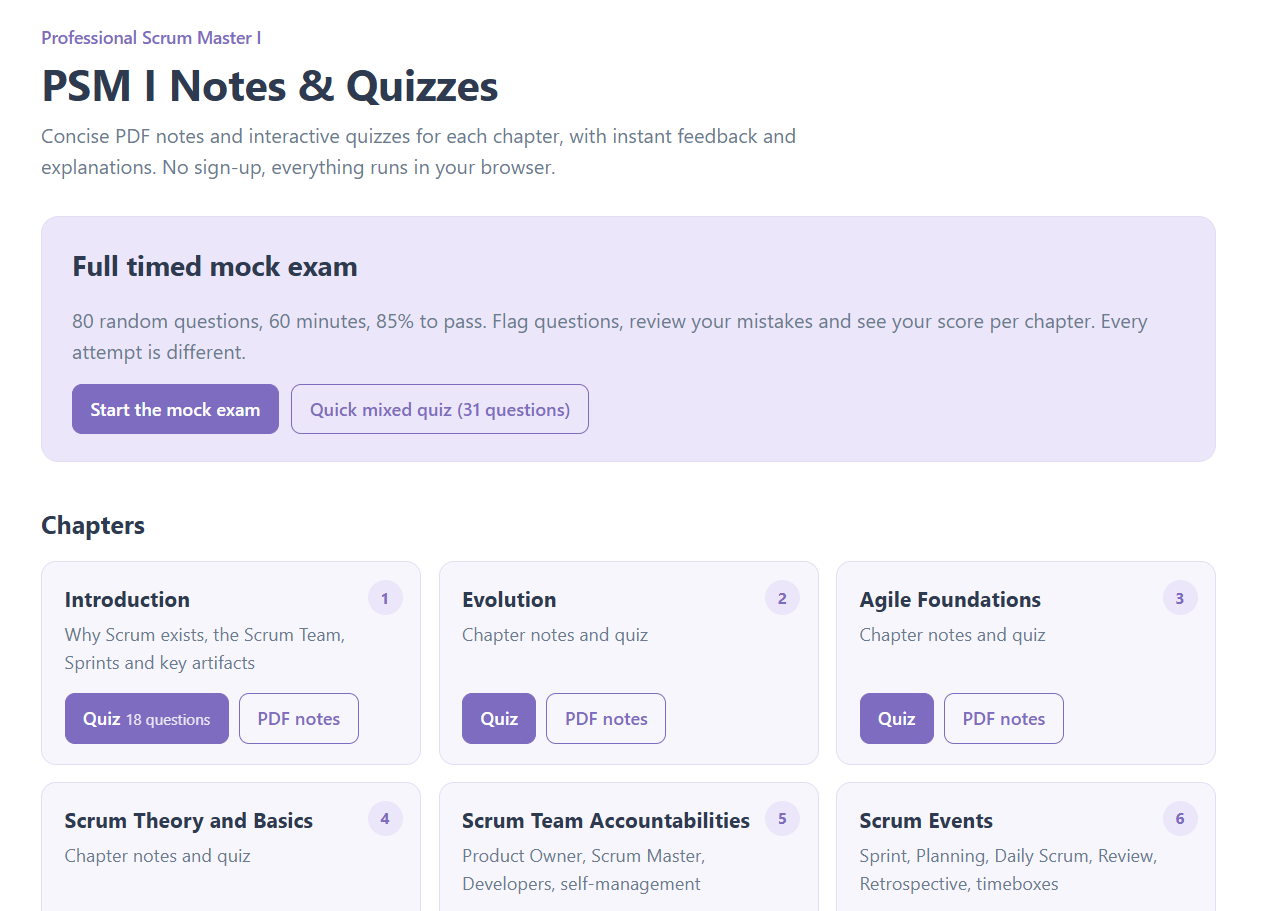 Professional Scrum Master I
PSM I Notes & Quizzes
Concise PDF notes and interactive quizzes for each chapter, with instant feedback and
explanations. No sign-up, everything runs in your browser.
Full timed mock exam
80 random questions, 60 minutes, 85% to pass. Flag questions, review your mistakes and see your score per chapter. Every
attempt is different.
Start the mock exam
Quick mixed quiz (31 questions)
Chapters
Introduction
1
Why Scrum exists, the Scrum Team,
Sprints and key artifacts
Quiz 18 questions
PDF notes
Evolution
2
Chapter notes and quiz
Quiz
PDF notes
Agile Foundations
3
Chapter notes and quiz
Quiz
PDF notes
Scrum Theory and Basics
4
Chapter notes and quiz
Scrum Team Accountabilities
5
Product Owner, Scrum Master,
Developers, self-management
Scrum Events
6
Sprint, Planning, Daily Scrum, Review,
Retrospective, timeboxes